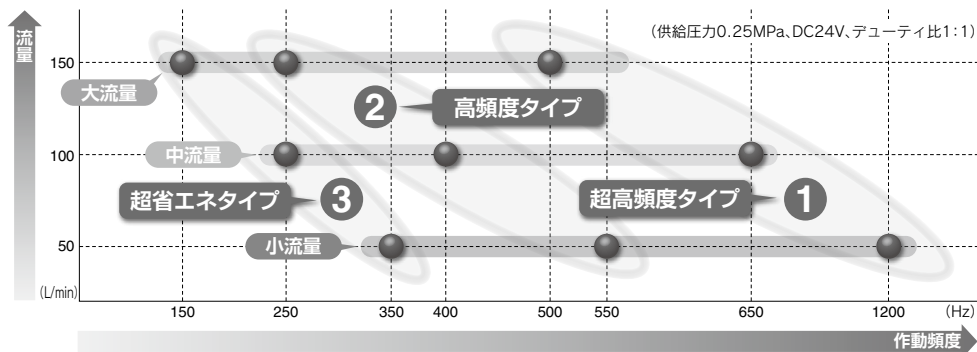 流量
(供給圧力0.25MPa、DC24V、デューティ比1:1)
150
大流量
2 高頻度タイプ
100
中流量
超省エネタイプ 3
超高頻度タイプ 1
50
小流量
(L/min)
150 250 350 400 500 550 650 1200 (Hz)
作動頻度